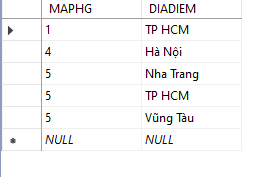 MAPHG DIADIEM
1 TP HCM
4 Hà Nội
5 Nha Trang
5 TP HCM
5 Vũng Tàu
NULL NULL